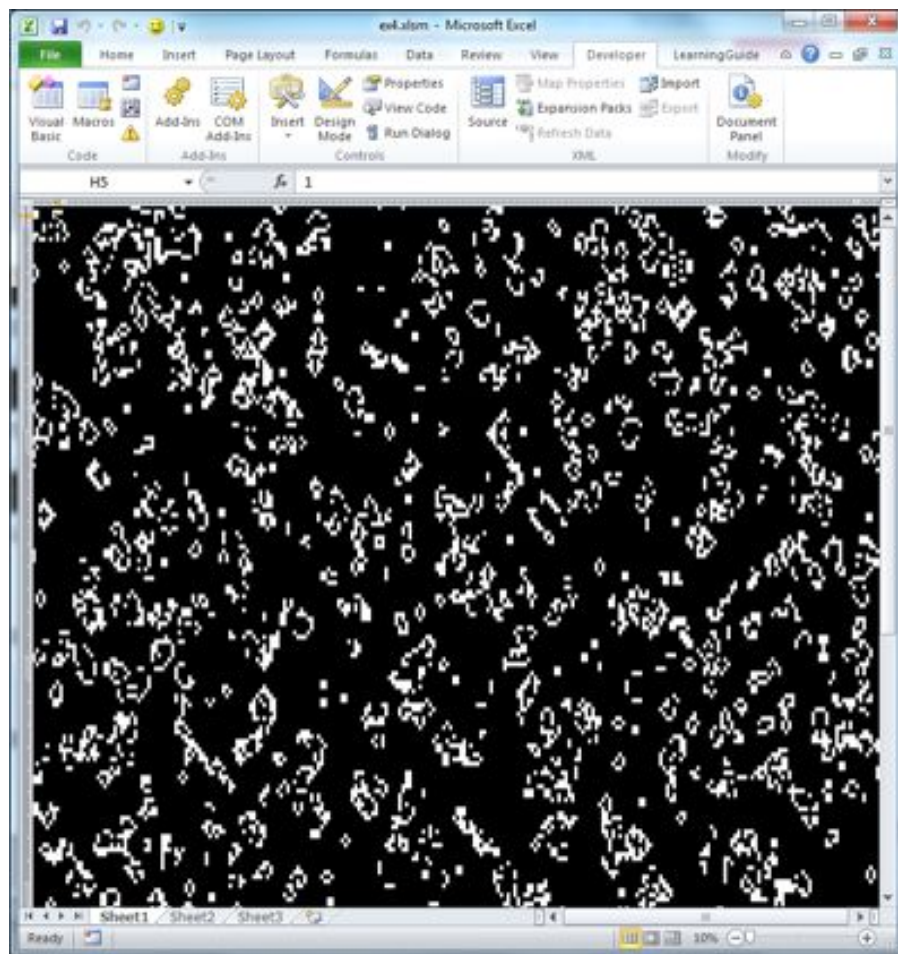 ex4.xlsm - Microsoft Excel
File Home Insert Page Layout Formulas Data Review View Developer LearningGuide
Visual Basic
Macros
Add-Ins
COM Add-Ins
Insert
Design Mode
Properties
View Code
Run Dialog
Source
Map Properties
Expansion Packs
Refresh Data
Import
Export
Document Panel
Code Add-Ins Controls XML Modify
H5 fx 1
Sheet1 Sheet2 Sheet3
Ready 10%